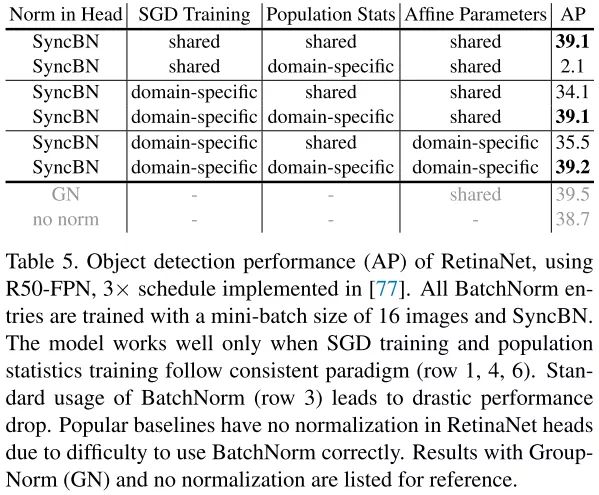 Norm in Head SGD Training Population Stats Affine Parameters AP
SyncBN shared shared shared 39.1
SyncBN shared domain-specific shared 2.1
SyncBN domain-specific shared shared 34.1
SyncBN domain-specific domain-specific shared 39.1
SyncBN domain-specific shared domain-specific 35.5
SyncBN domain-specific domain-specific domain-specific 39.2
GN - - shared 39.5
no norm - - - 38.7
Table 5. Object detection performance (AP) of RetinaNet, using
R50-FPN, 3× schedule implemented in [77]. All BatchNorm en-
tries are trained with a mini-batch size of 16 images and SyncBN.
The model works well only when SGD training and population
statistics training follow consistent paradigm (row 1, 4, 6). Stan-
dard usage of BatchNorm (row 3) leads to drastic performance
drop. Popular baselines have no normalization in RetinaNet heads
due to difficulty to use BatchNorm correctly. Results with Group-
Norm (GN) and no normalization are listed for reference.